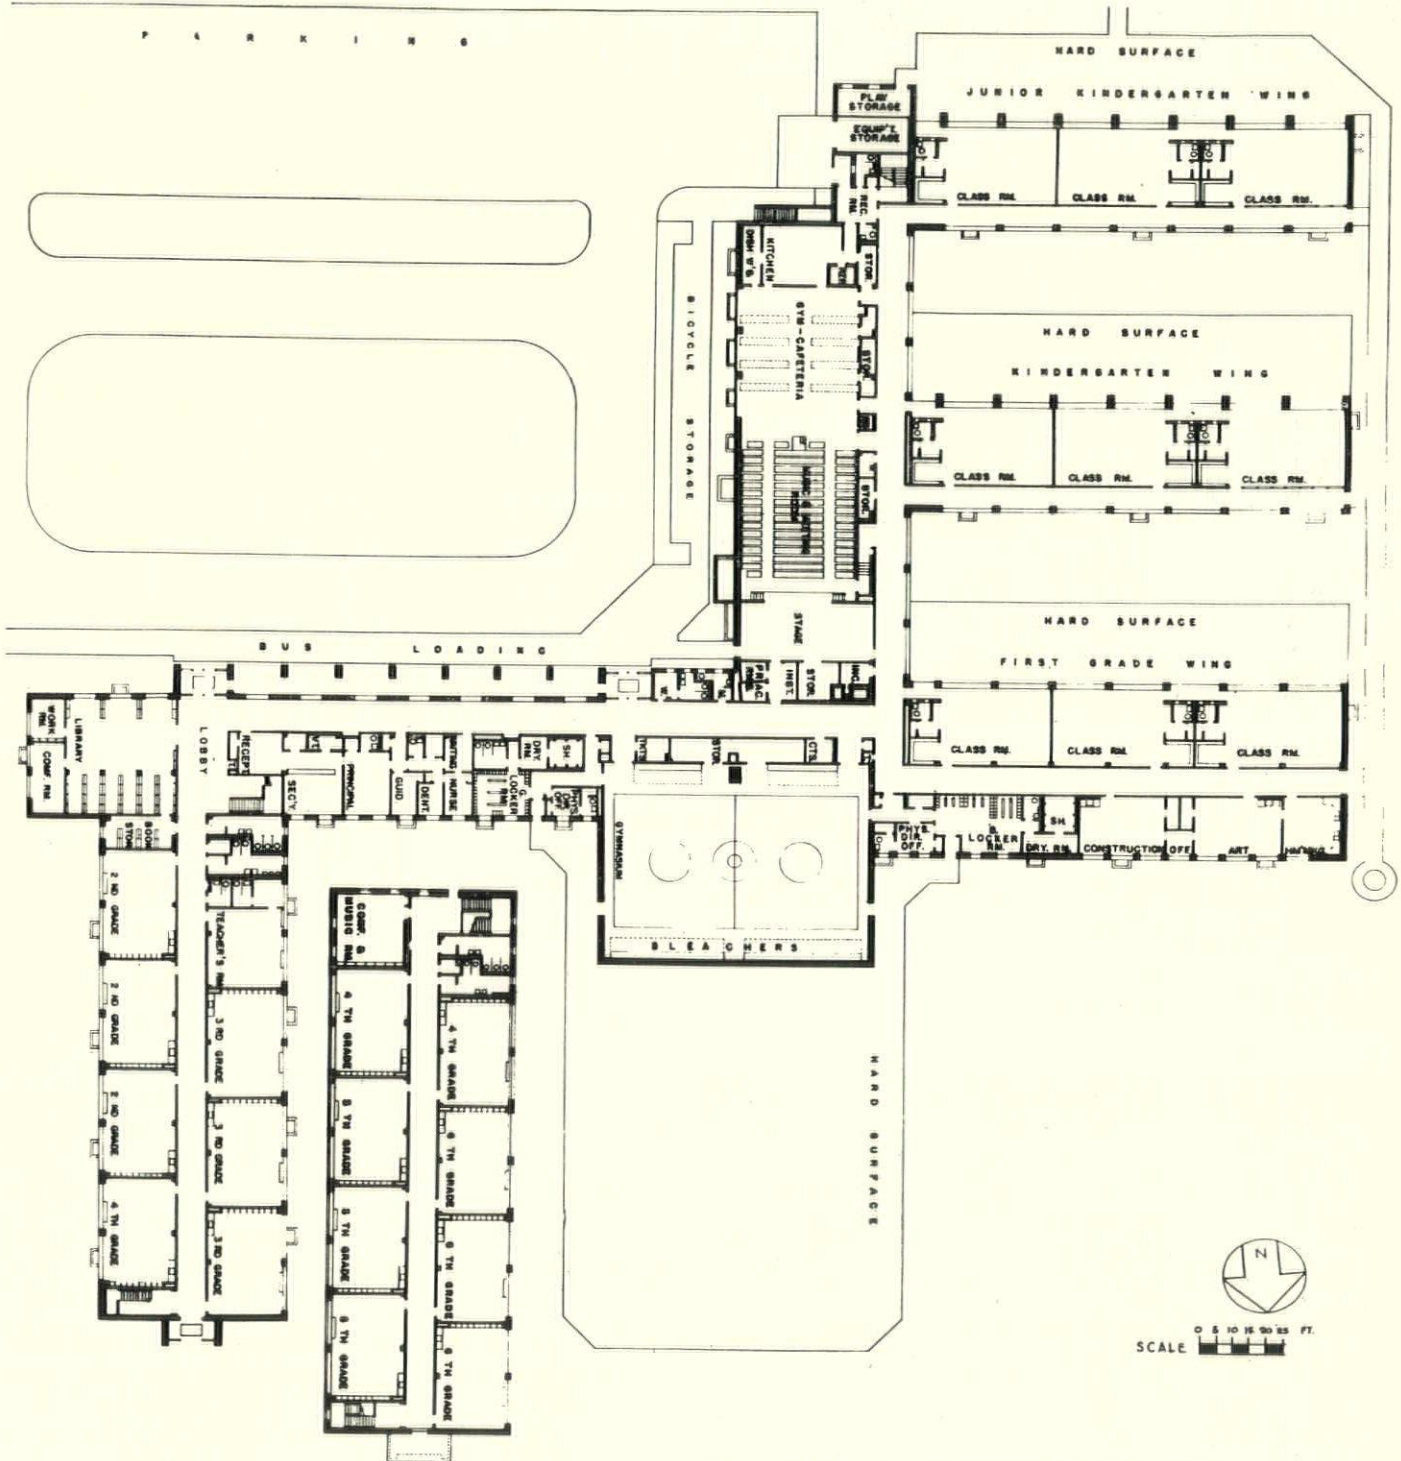 PARKING
HARD SURFACE
JUNIOR KINDERGARTEN WING
PLAY
STORAGE
EQUIP'T.
STORAGE
CLASS RM.
CLASS RM.
CLASS RM.
REC.
RM.
STOR.
KITCHEN
DISH W'G.
HARD SURFACE
KINDERGARTEN WING
BICYCLE STORAGE
GYM-CAFETERIA
STOR.
CLASS RM.
CLASS RM.
CLASS RM.
STOR.
STAGE
HARD SURFACE
FIRST GRADE WING
BUS LOADING
INST.
STOR.
CLASS RM.
CLASS RM.
CLASS RM.
WORK
RM.
LIBRARY
CONF. RM.
LOBBY
RECEPT.
SEC'Y.
PRINCIPAL
GUID
DENT.
NURSE
WAITING
G.
LOCKER
RM.
DRY.
RM.
SH.
PHYS.
DIR.
OFF.
STOR.
GYMNASIUM
BLEACHERS
PHYS.
DIR.
OFF.
B.
LOCKER
RM.
DRY. RM.
SH.
CONSTRUCTION
OFF.
ART
BOOK
STOR.
2 ND GRADE
2 ND GRADE
2 ND GRADE
4 TH GRADE
TEACHER'S RM.
3 RD GRADE
3 RD GRADE
3 RD GRADE
CONF. &
MUSIC RM.
4 TH GRADE
5 TH GRADE
5 TH GRADE
5 TH GRADE
4 TH GRADE
6 TH GRADE
6 TH GRADE
6 TH GRADE
HARD SURFACE
N
0 5 10 15 20 25 FT.
SCALE